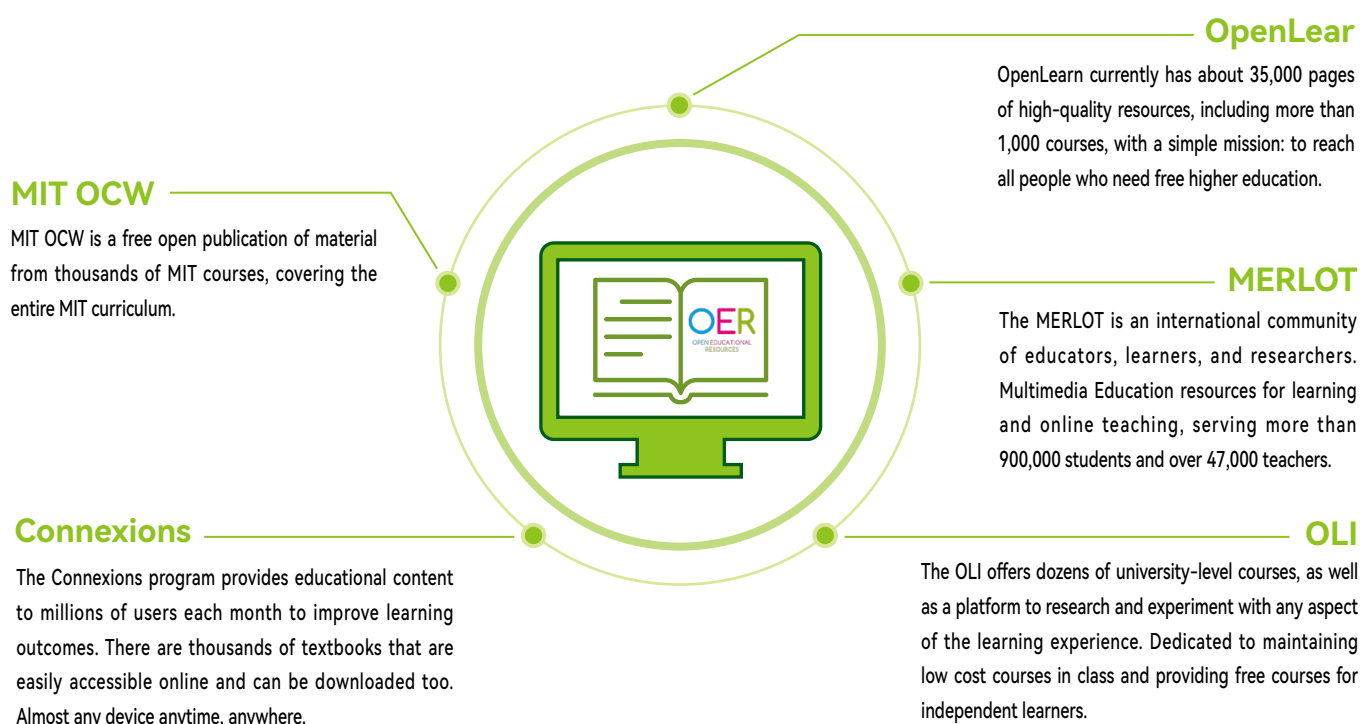 OpenLear
OpenLearn currently has about 35,000 pages
of high-quality resources, including more than
1,000 courses, with a simple mission: to reach
all people who need free higher education.
MIT OCW
MIT OCW is a free open publication of material
from thousands of MIT courses, covering the
entire MIT curriculum.
OER
OPEN EDUCATIONAL
RESOURCES
MERLOT
The MERLOT is an international community
of educators, learners, and researchers.
Multimedia Education resources for learning
and online teaching, serving more than
900,000 students and over 47,000 teachers.
Connexions
The Connexions program provides educational content
to millions of users each month to improve learning
outcomes. There are thousands of textbooks that are
easily accessible online and can be downloaded too.
Almost any device anytime, anywhere.
OLI
The OLI offers dozens of university-level courses, as well
as a platform to research and experiment with any aspect
of the learning experience. Dedicated to maintaining
low cost courses in class and providing free courses for
independent learners.